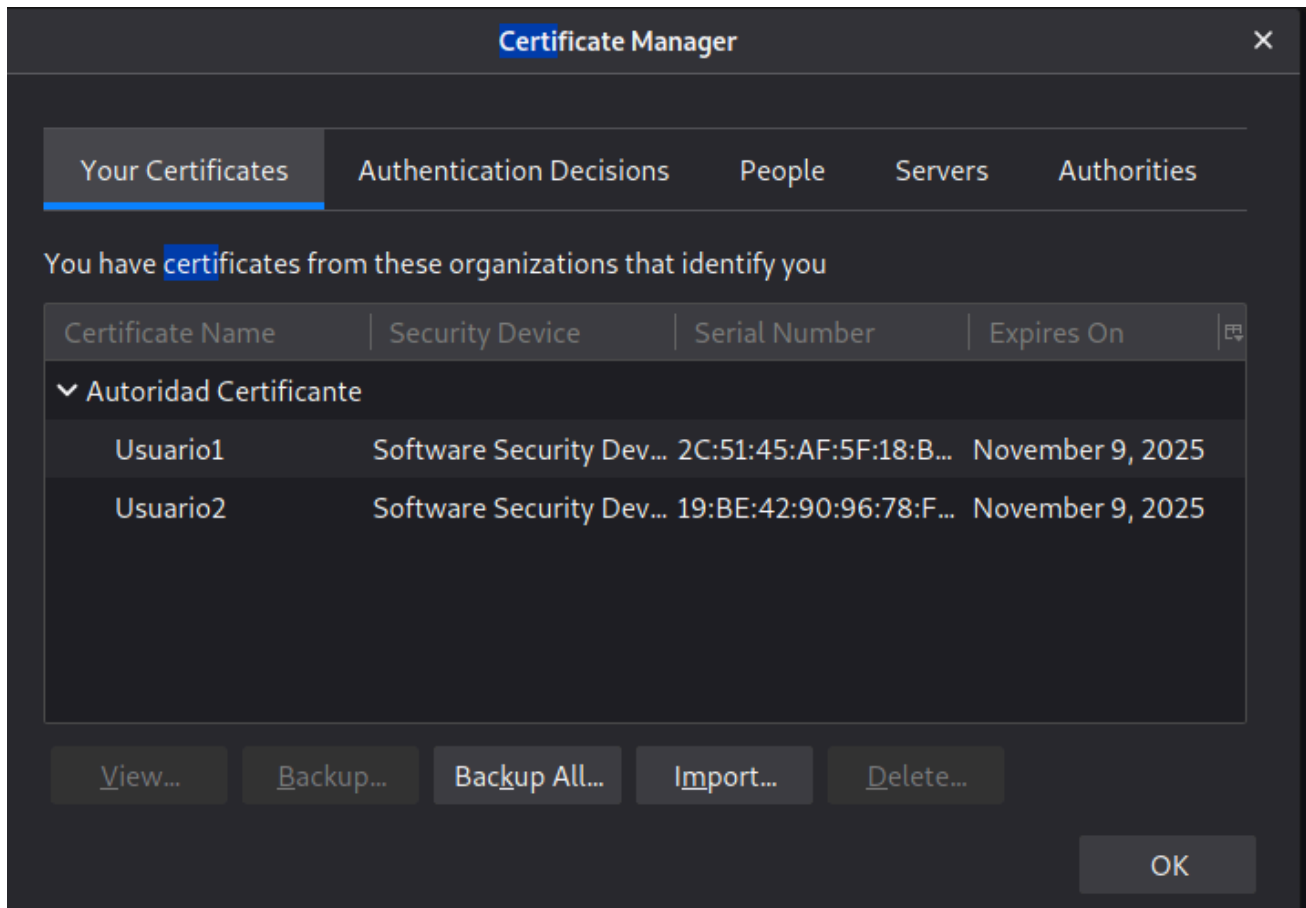 Certificate Manager
Your Certificates Authentication Decisions People Servers Authorities
You have certificates from these organizations that identify you
Certificate Name Security Device Serial Number Expires On
Autoridad Certificante
Usuario1 Software Security Dev... 2C:51:45:AF:5F:18:B... November 9, 2025
Usuario2 Software Security Dev... 19:BE:42:90:96:78:F... November 9, 2025
View... Backup... Backup All... Import... Delete...
OK